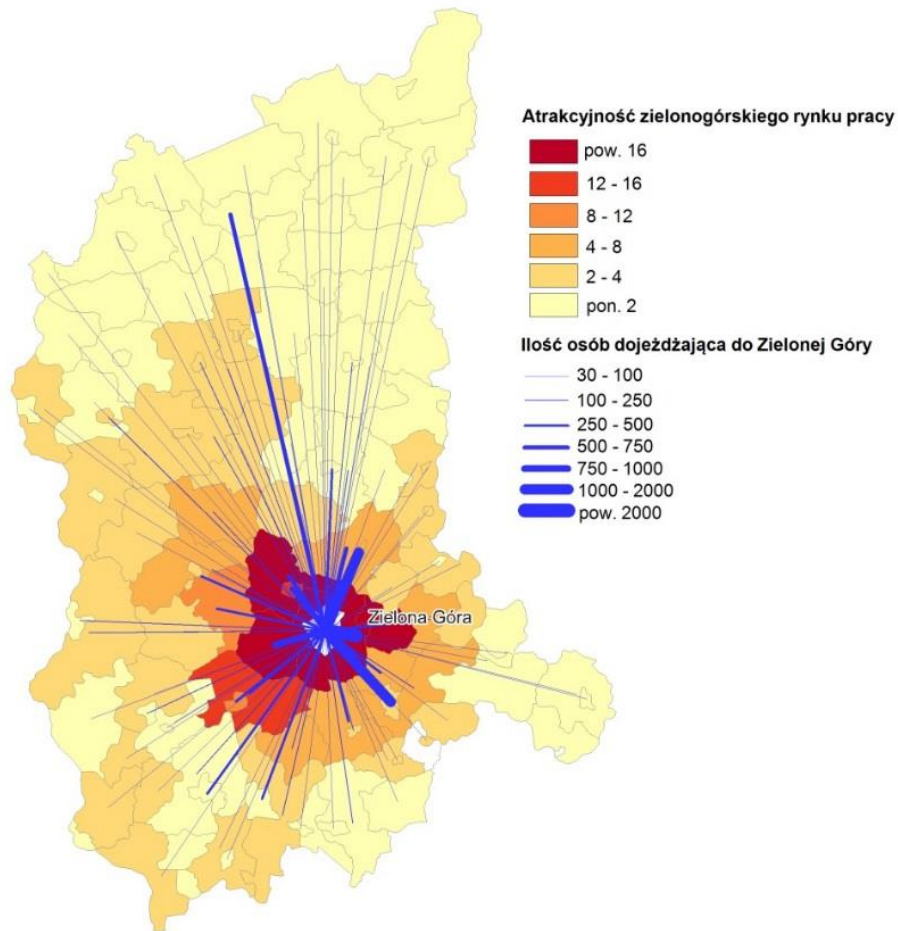 Atrakcyjność zielonogórskiego rynku pracy
pow. 16
12 - 16
8 - 12
4 - 8
2 - 4
pon. 2
Ilość osób dojeżdżająca do Zielonej Góry
30 - 100
100 - 250
250 - 500
500 - 750
750 - 1000
1000 - 2000
pow. 2000
Zielona Góra